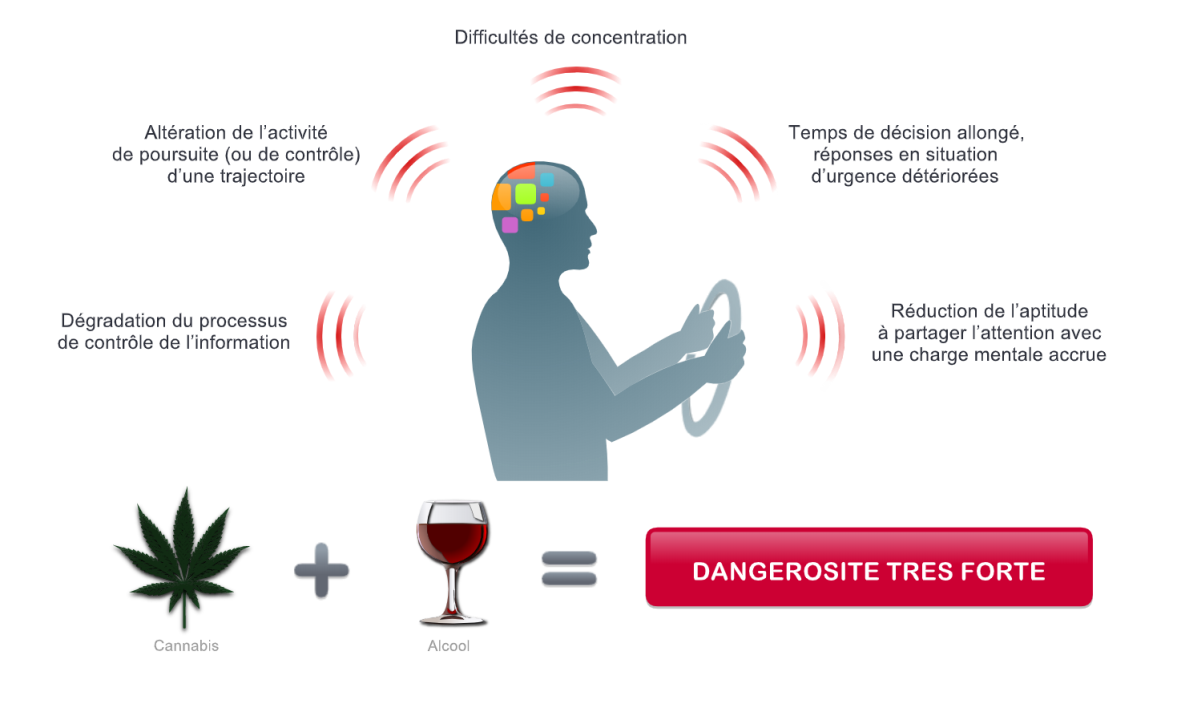 Difficultés de concentration
Altération de l'activité
de poursuite (ou de contrôle)
d'une trajectoire
Temps de décision allongé,
réponses en situation
d'urgence détériorées
Dégradation du processus
de contrôle de l'information
Réduction de l'aptitude
à partager l'attention avec
une charge mentale accrue
DANGEROSITE TRES FORTE
Cannabis
Alcool